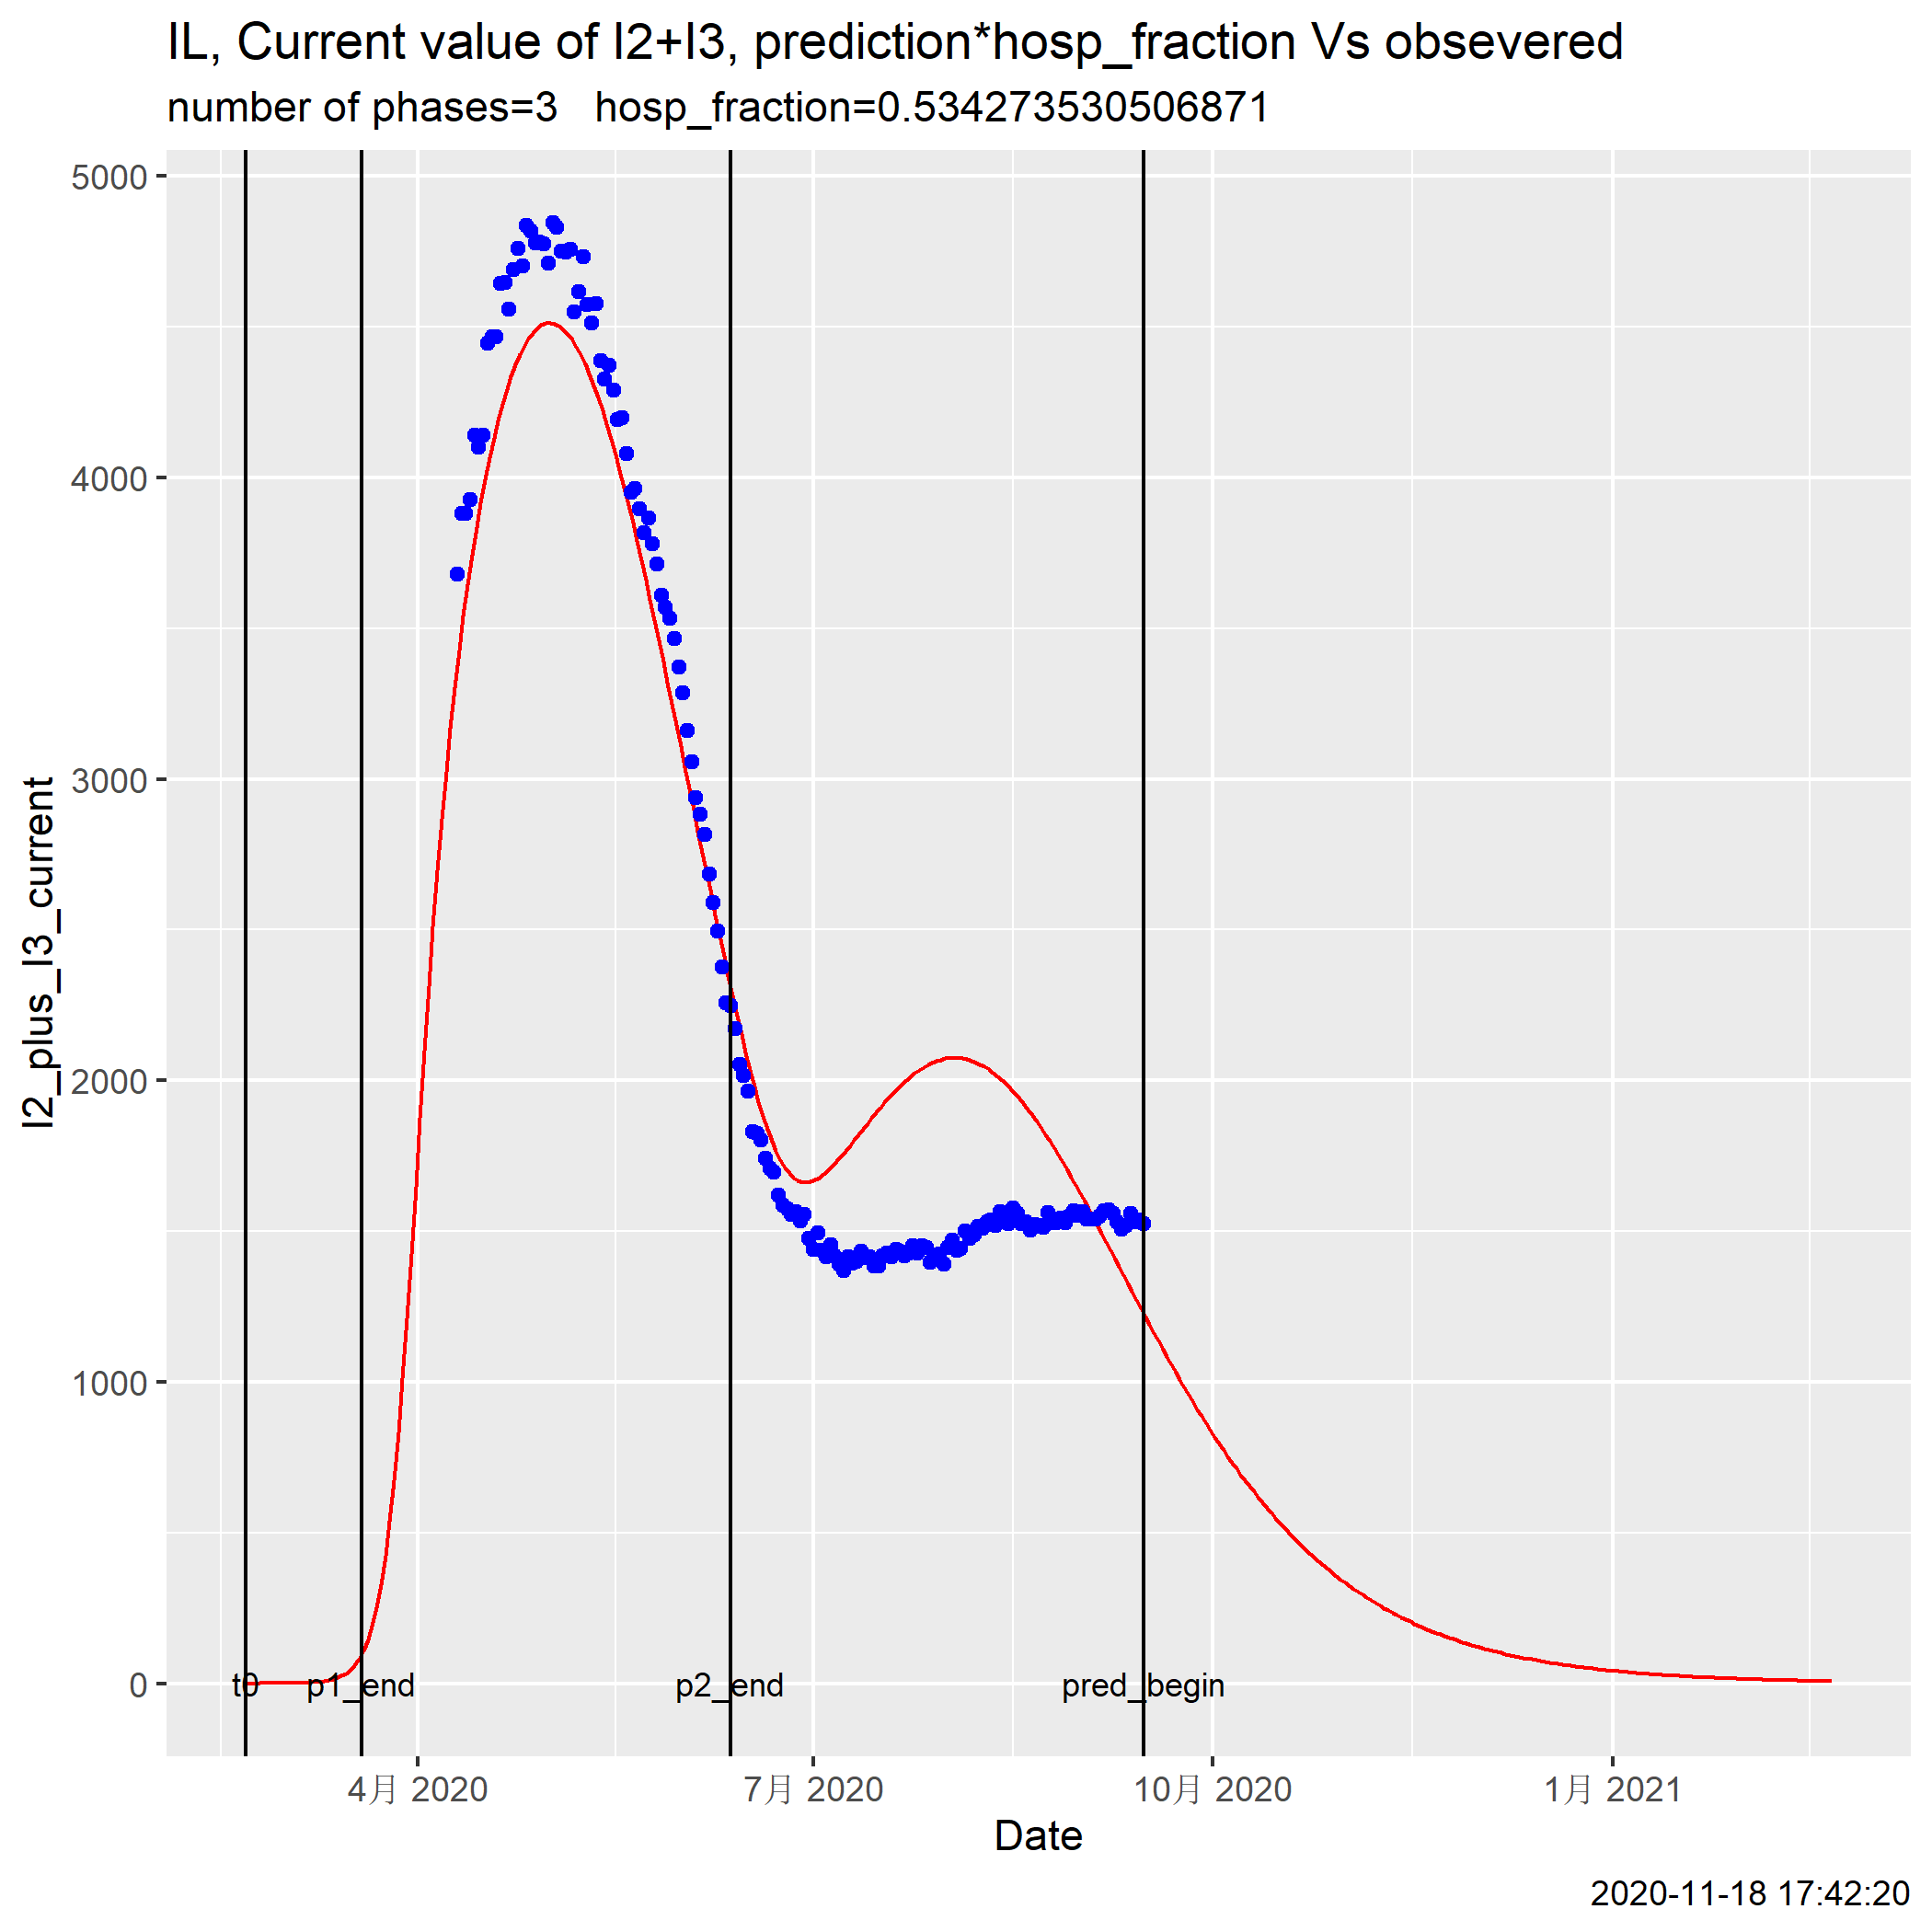 IL, Current value of I2+I3, prediction*hosp_fraction Vs obsevered
number of phases=3   hosp_fraction=0.534273530506871
I2_plus_I3_current
5000
4000
3000
2000
1000
0
t0
p1_end
p2_end
pred_begin
4月 2020
7月 2020
10月 2020
1月 2021
Date
2020-11-18 17:42:20